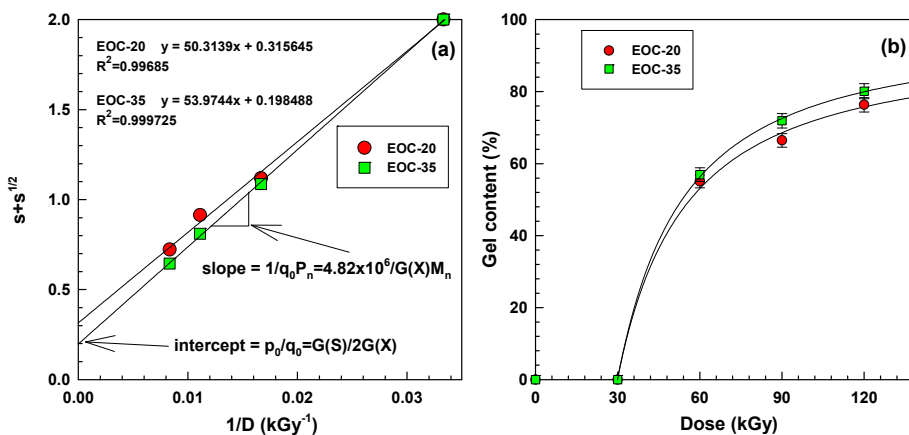 2.0
1.5
1.0
0.5
0.0
s+s^1/2
(a)
EOC-20 y = 50.3139x + 0.315645
R²=0.99685
EOC-35 y = 53.9744x + 0.198488
R²=0.999725
EOC-20
EOC-35
slope = 1/q₀Pₙ=4.82x10⁶/G(X)Mₙ
intercept = p₀/q₀=G(S)/2G(X)
0.00 0.01 0.02 0.03
1/D (kGy⁻¹)
100
80
60
40
20
0
Gel content (%)
(b)
EOC-20
EOC-35
0 30 60 90 120
Dose (kGy)